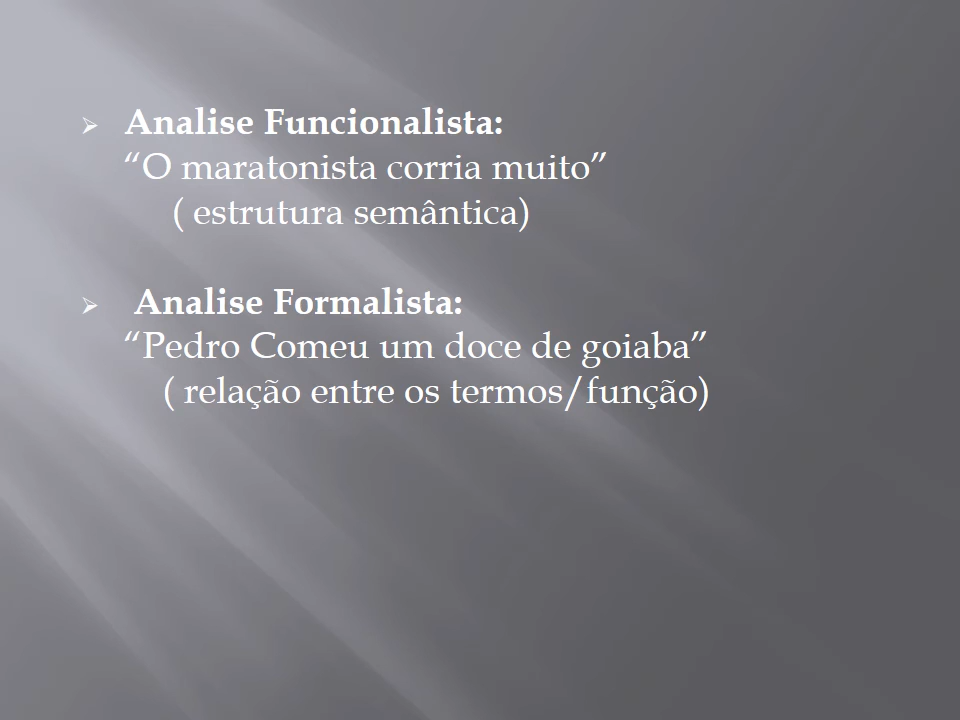 Analise Funcionalista:
“O maratonista corria muito”
( estrutura semântica)
Analise Formalista:
“Pedro Comeu um doce de goiaba”
( relação entre os termos/função)